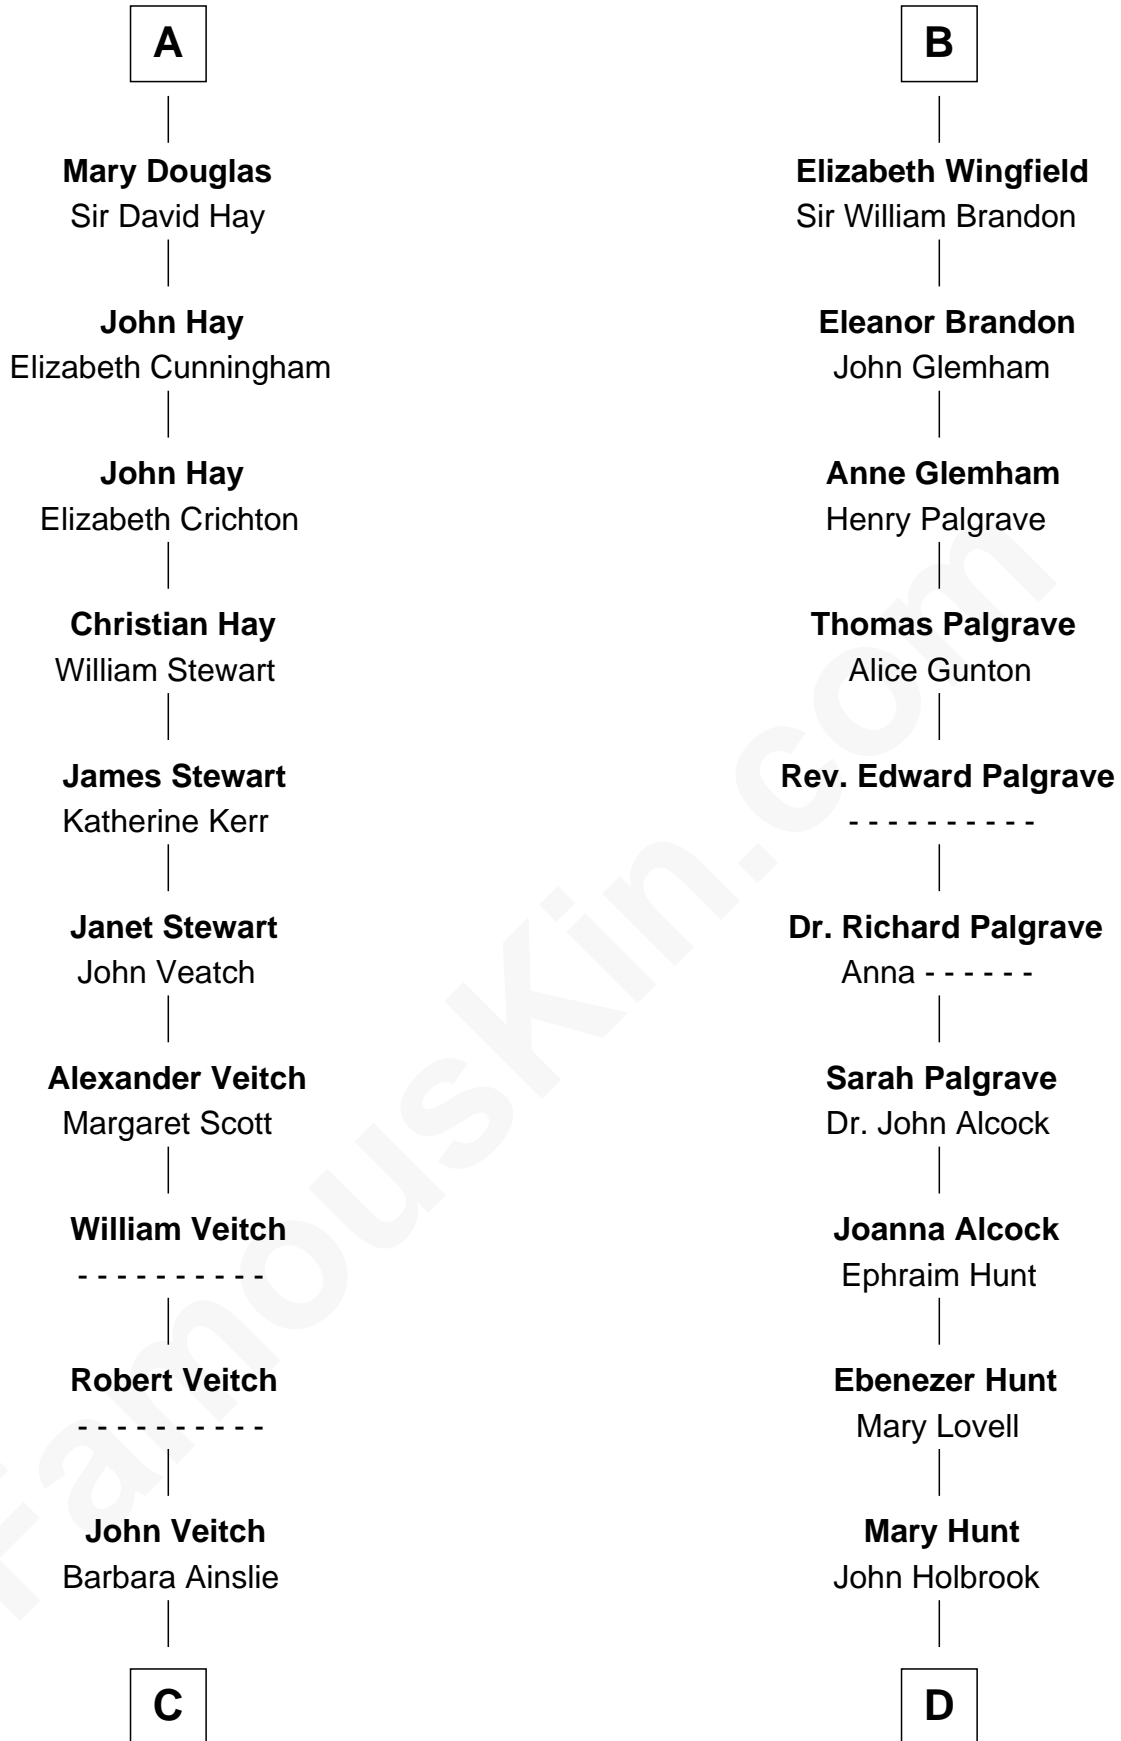 A
Mary Douglas
Sir David Hay
John Hay
Elizabeth Cunningham
John Hay
Elizabeth Crichton
Christian Hay
William Stewart
James Stewart
Katherine Kerr
Janet Stewart
John Veatch
Alexander Veitch
Margaret Scott
William Veitch
- - - - - - - - - -
Robert Veitch
- - - - - - - - - -
John Veitch
Barbara Ainslie
C
B
Elizabeth Wingfield
Sir William Brandon
Eleanor Brandon
John Glemham
Anne Glemham
Henry Palgrave
Thomas Palgrave
Alice Gunton
Rev. Edward Palgrave
- - - - - - - - - -
Dr. Richard Palgrave
Anna - - - - - -
Sarah Palgrave
Dr. John Alcock
Joanna Alcock
Ephraim Hunt
Ebenezer Hunt
Mary Lovell
Mary Hunt
John Holbrook
D
FamousKin.com